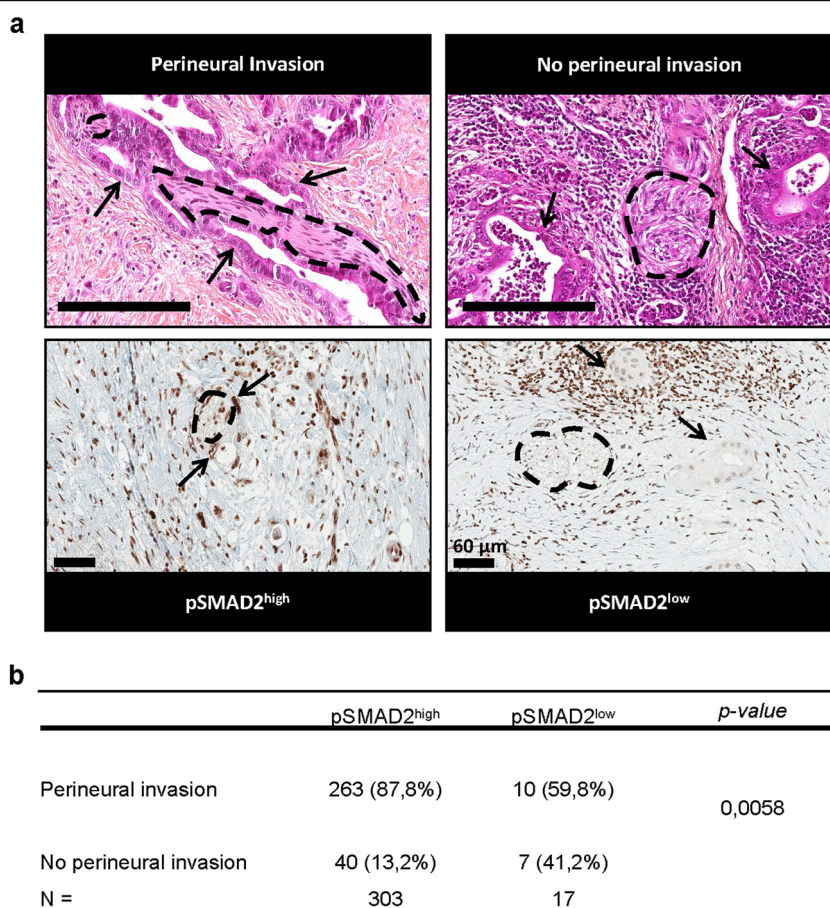 a
Perineural Invasion
No perineural invasion
60 μm
pSMAD2high
pSMAD2low
b
pSMAD2high pSMAD2low p-value
Perineural invasion 263 (87,8%) 10 (59,8%)
0,0058
No perineural invasion 40 (13,2%) 7 (41,2%)
N = 303 17